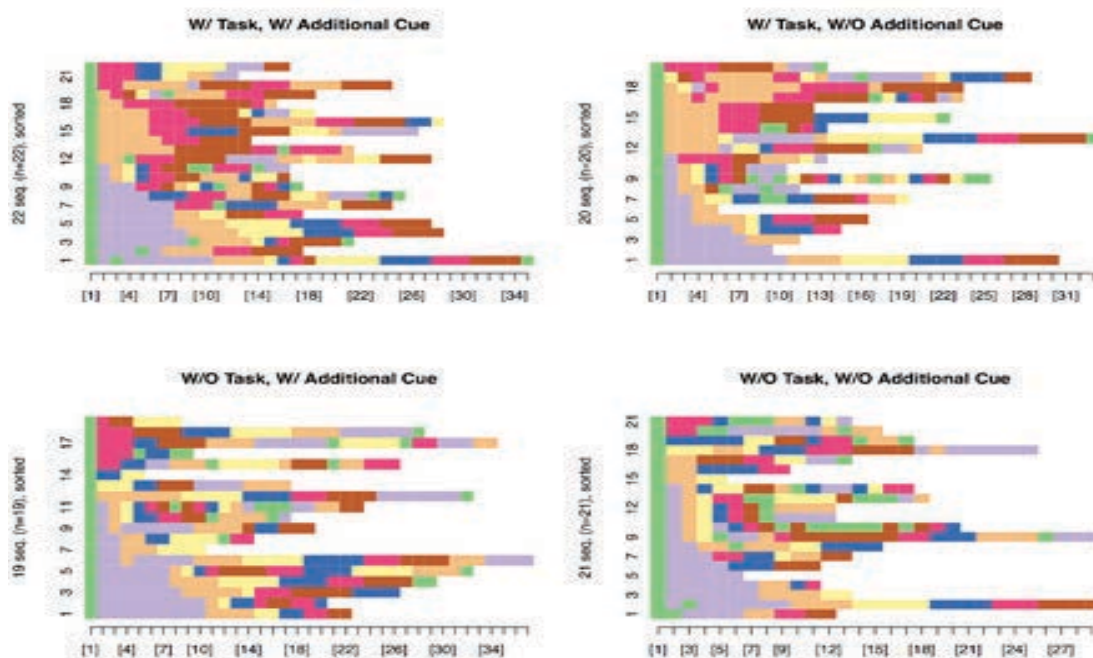 W/ Task, W/ Additional Cue
22 seq. (n=22), sorted
1 3 5 7 9 12 15 18 21
[1] [4] [7] [10] [14] [18] [22] [26] [30] [34]
W/ Task, W/O Additional Cue
20 seq. (n=20), sorted
1 3 5 7 9 12 15 18
[1] [4] [7] [10] [13] [16] [19] [22] [25] [28] [31]
W/O Task, W/ Additional Cue
19 seq. (n=19), sorted
1 3 5 7 9 11 14 17
[1] [4] [7] [10] [14] [18] [22] [26] [30] [34]
W/O Task, W/O Additional Cue
21 seq. (n=21), sorted
1 3 5 7 9 12 15 18 21
[1] [3] [5] [7] [9] [12] [15] [18] [21] [24] [27]